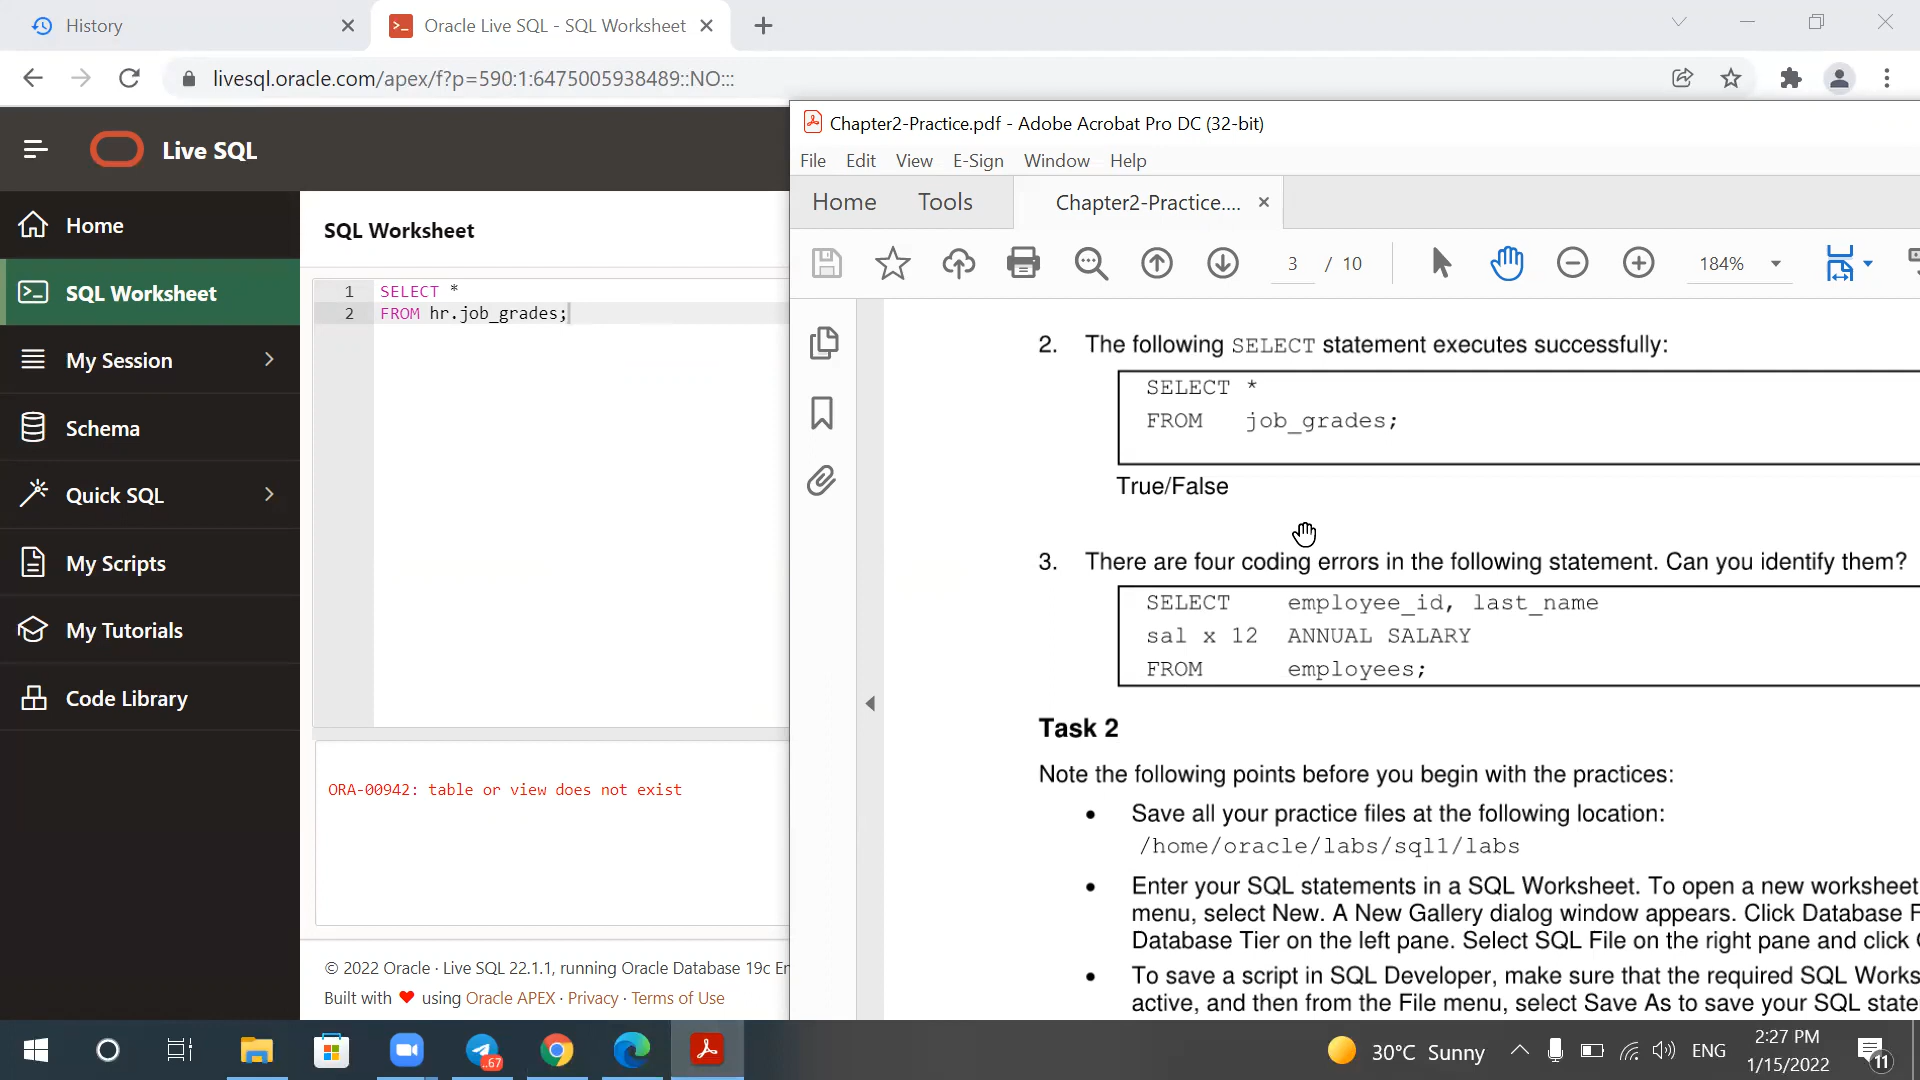 History
Oracle Live SQL - SQL Worksheet
livesql.oracle.com/apex/f?p=590:1:6475005938489::NO:::
Live SQL
Home
SQL Worksheet
My Session
Schema
Quick SQL
My Scripts
My Tutorials
Code Library
SQL Worksheet
1 SELECT *
2 FROM hr.job_grades;
ORA-00942: table or view does not exist
© 2022 Oracle · Live SQL 22.1.1, running Oracle Database 19c En
Built with ❤ using Oracle APEX · Privacy · Terms of Use
Chapter2-Practice.pdf - Adobe Acrobat Pro DC (32-bit)
File Edit View E-Sign Window Help
Home Tools Chapter2-Practice....
3 / 10 184%
2. The following SELECT statement executes successfully:
SELECT *
FROM job_grades;
True/False
3. There are four coding errors in the following statement. Can you identify them?
SELECT employee_id, last_name
sal x 12 ANNUAL SALARY
FROM employees;
Task 2
Note the following points before you begin with the practices:
• Save all your practice files at the following location:
/home/oracle/labs/sql1/labs
• Enter your SQL statements in a SQL Worksheet. To open a new worksheet
menu, select New. A New Gallery dialog window appears. Click Database F
Database Tier on the left pane. Select SQL File on the right pane and click
• To save a script in SQL Developer, make sure that the required SQL Works
active, and then from the File menu, select Save As to save your SQL state
..67
30°C Sunny
ENG
2:27 PM
1/15/2022
11